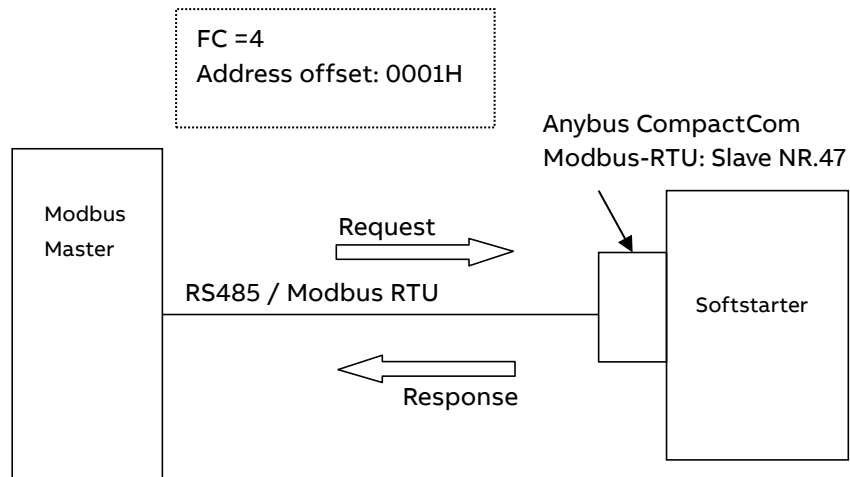 FC =4
Address offset: 0001H
Anybus CompactCom
Modbus-RTU: Slave NR.47
Modbus
Master
Request
RS485 / Modbus RTU
Softstarter
Response